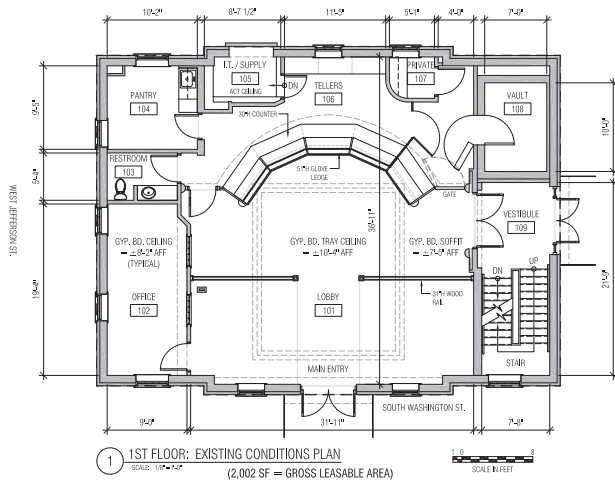 10'-2"
8'-7 1/2"
11'-5"
5'-1"
4'-0"
7'-0"
I.T. / SUPPLY
105
ACT CEILING
DN
TELLERS
106
PRIVATE
107
PANTRY
104
VAULT
108
9'-5"
10'-0"
30"H COUNTER
RESTROOM
103
51"H GLOVE
LEDGE
9'-4"
GATE
VESTIBULE
109
WEST JEFFERSON ST.
36'-11"
GYP. BD. CEILING
= ±8'-2" AFF
(TYPICAL)
GYP. BD. TRAY CEILING
= ±10'-4" AFF
GYP. BD. SOFFIT
= ±7'-5" AFF
DN
UP
19'-4"
OFFICE
102
LOBBY
101
31"H WOOD
RAIL
STAIR
MAIN ENTRY
SOUTH WASHINGTON ST.
9'-0"
31'-11"
7'-8"
1
1ST FLOOR: EXISTING CONDITIONS PLAN
SCALE: 1/8"=1'-0"
(2,002 SF = GROSS LEASABLE AREA)
1 0 8
SCALE IN FEET